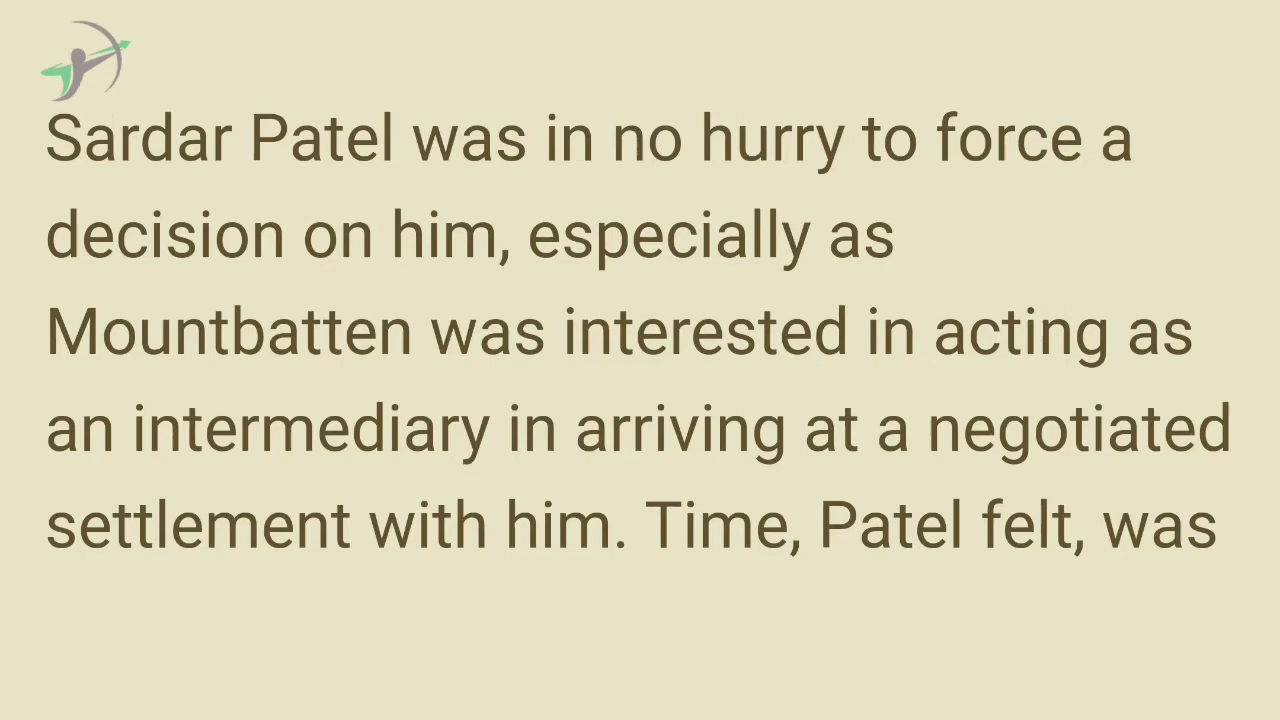 Sardar Patel was in no hurry to force a
decision on him, especially as
Mountbatten was interested in acting as
an intermediary in arriving at a negotiated
settlement with him. Time, Patel felt, was